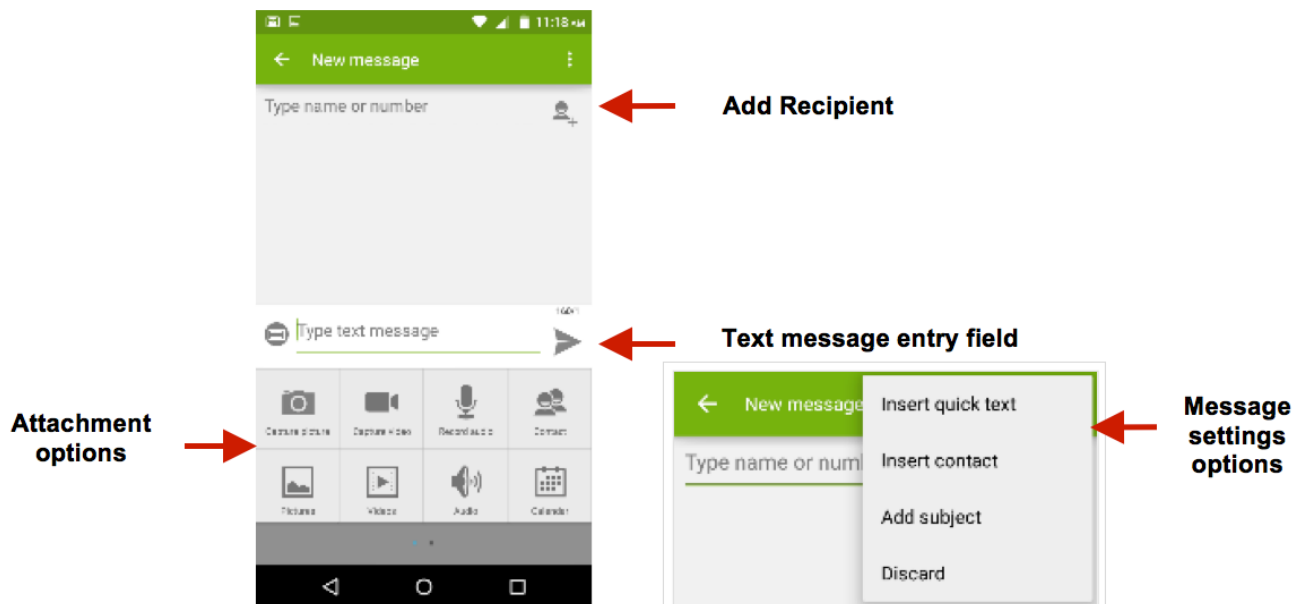 11:18 AM
New message
Type name or number
Add Recipient
Type text message
Text message entry field
Attachment
options
Capture picture
Capture video
Record audio
Contact
Pictures
Videos
Audio
Calendar
New message
Insert quick text
Type name or num
Insert contact
Add subject
Discard
Message
settings
options